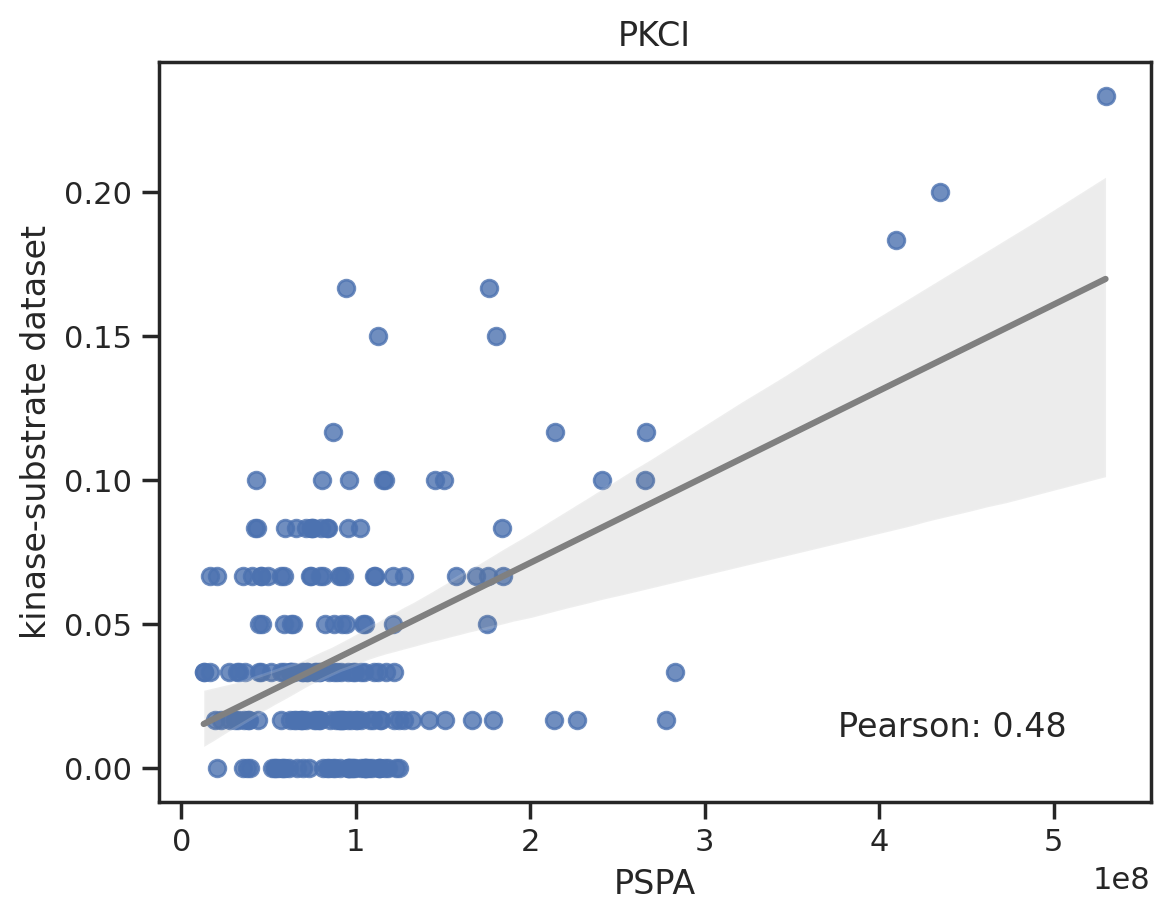 PKCI
kinase-substrate dataset
0.20
0.15
0.10
0.05
0.00
Pearson: 0.48
0 1 2 3 4 5
1e8
PSPA